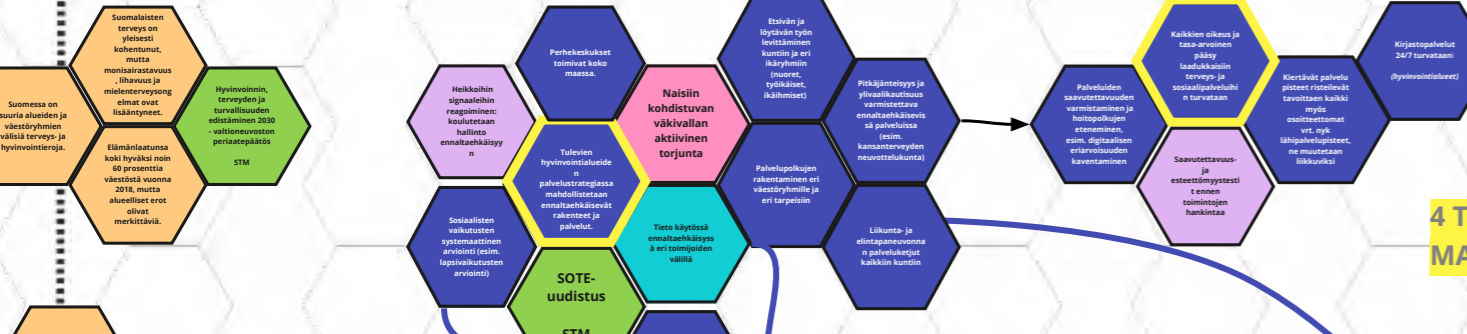 Suomalaisten
terveys on
yleisesti
kohentunut,
mutta
monisairastavuus
, lihavuus ja
mielenterveysong
elmat ovat
lisääntyneet.
Suomessa on
suuria alueiden ja
väestöryhmien
välisiä terveys- ja
hyvinvointieroja.
Elämänlaatunsa
koki hyväksi noin
60 prosenttia
väestöstä vuonna
2018, mutta
alueelliset erot
olivat
merkittäviä.
Hyvinvoinnin,
terveyden ja
turvallisuuden
edistäminen 2030
- valtioneuvoston
periaatepäätös
STM
Heikkoihin
signaaleihin
reagoiminen:
koulutetaan
hallinto
ennaltaehkäisyy
n
Perhekeskukset
toimivat koko
maassa.
Naisiin
kohdistuvan
väkivallan
aktiivinen
torjunta
Etsivän ja
löytävän työn
levittäminen
kuntiin ja eri
ikäryhmiin
(nuoret,
työikäiset,
ikäihmiset)
Pitkäjänteisyys ja
ylivaalikautisuus
varmistettava
ennaltaehkäisevis
sä palveluissa
(esim.
kansanterveyden
neuvottelukunta)
Tulevien
hyvinvointialueide
n
palvelustrategiassa
mahdollistetaan
ennaltaehkäisevät
rakenteet ja
palvelut.
Palvelupolkujen
rakentaminen eri
väestöryhmille ja
eri tarpeisiin
Sosiaalisten
vaikutusten
systemaattinen
arviointi (esim.
lapsivaikutusten
arviointi)
Tieto käytössä
ennaltaehkäisyss
ä eri toimijoiden
välillä
Liikunta- ja
elintapaneuvonna
n palveluketjut
kaikkiin kuntiin
SOTE-
uudistus
STM
Kaikkien oikeus ja
tasa-arvoinen
pääsy
laadukkaisiin
terveys- ja
sosiaalipalveluihi
n turvataan
Kirjastopalvelut
24/7 turvataan:
(hyvinvointialueet)
Palveluiden
saavutettavuuden
varmistaminen ja
hoitopolkujen
eteneminen,
esim. digitaalisen
eriarvoisuuden
kaventaminen
Kiertävät palvelu
pisteet risteilevät
tavoittaen kaikki
myös
osoitteettomat
vrt. nyk
lähipalvelupisteet,
ne muutetaan
liikkuviksi
Saavutettavuus-
ja
esteettömyystesti
t ennen
toimintojen
hankintaa
4 T
MA